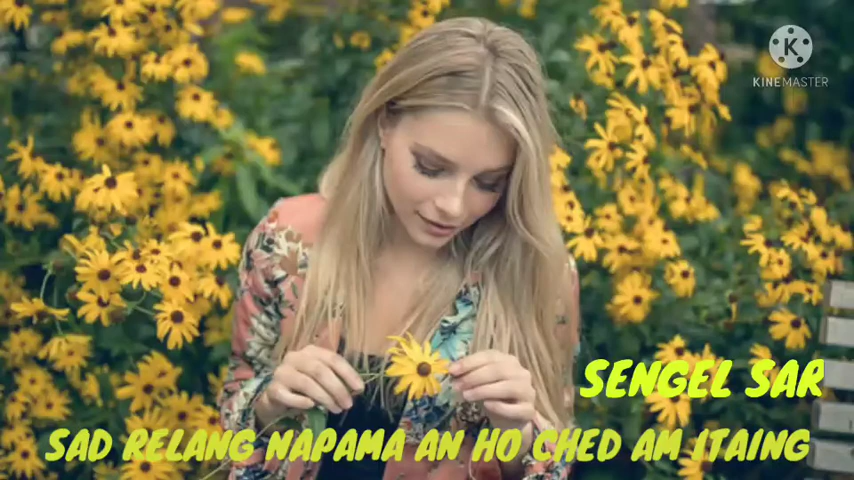 KINEMASTER
SENGEL SAR
SAD RELANG NAPAMA AN HO CHED AM ITAING